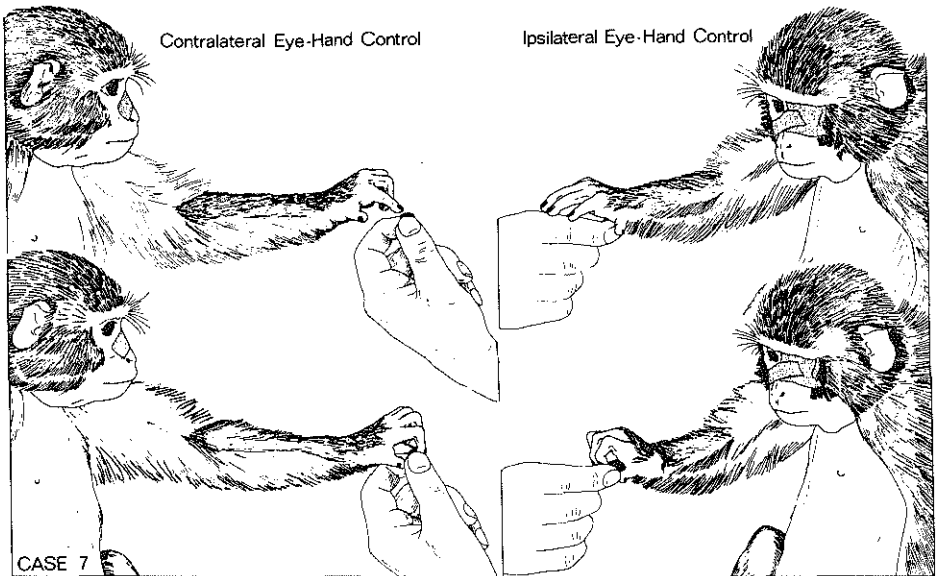 Contralateral Eye-Hand Control
Ipsilateral Eye-Hand Control
CASE 7